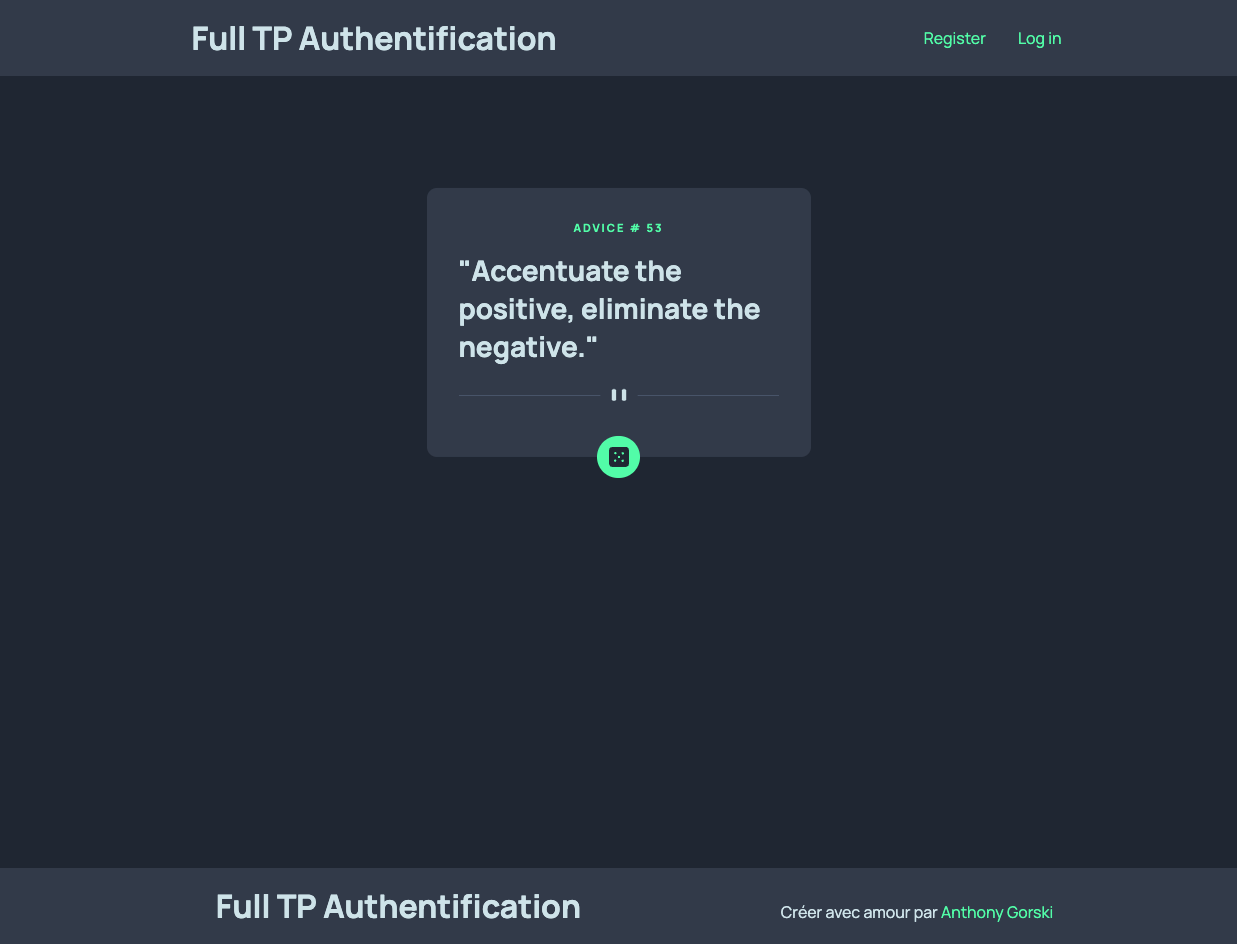 Full TP Authentification
Register
Log in
ADVICE # 53
"Accentuate the
positive, eliminate the
negative."
Full TP Authentification
Créer avec amour par Anthony Gorski